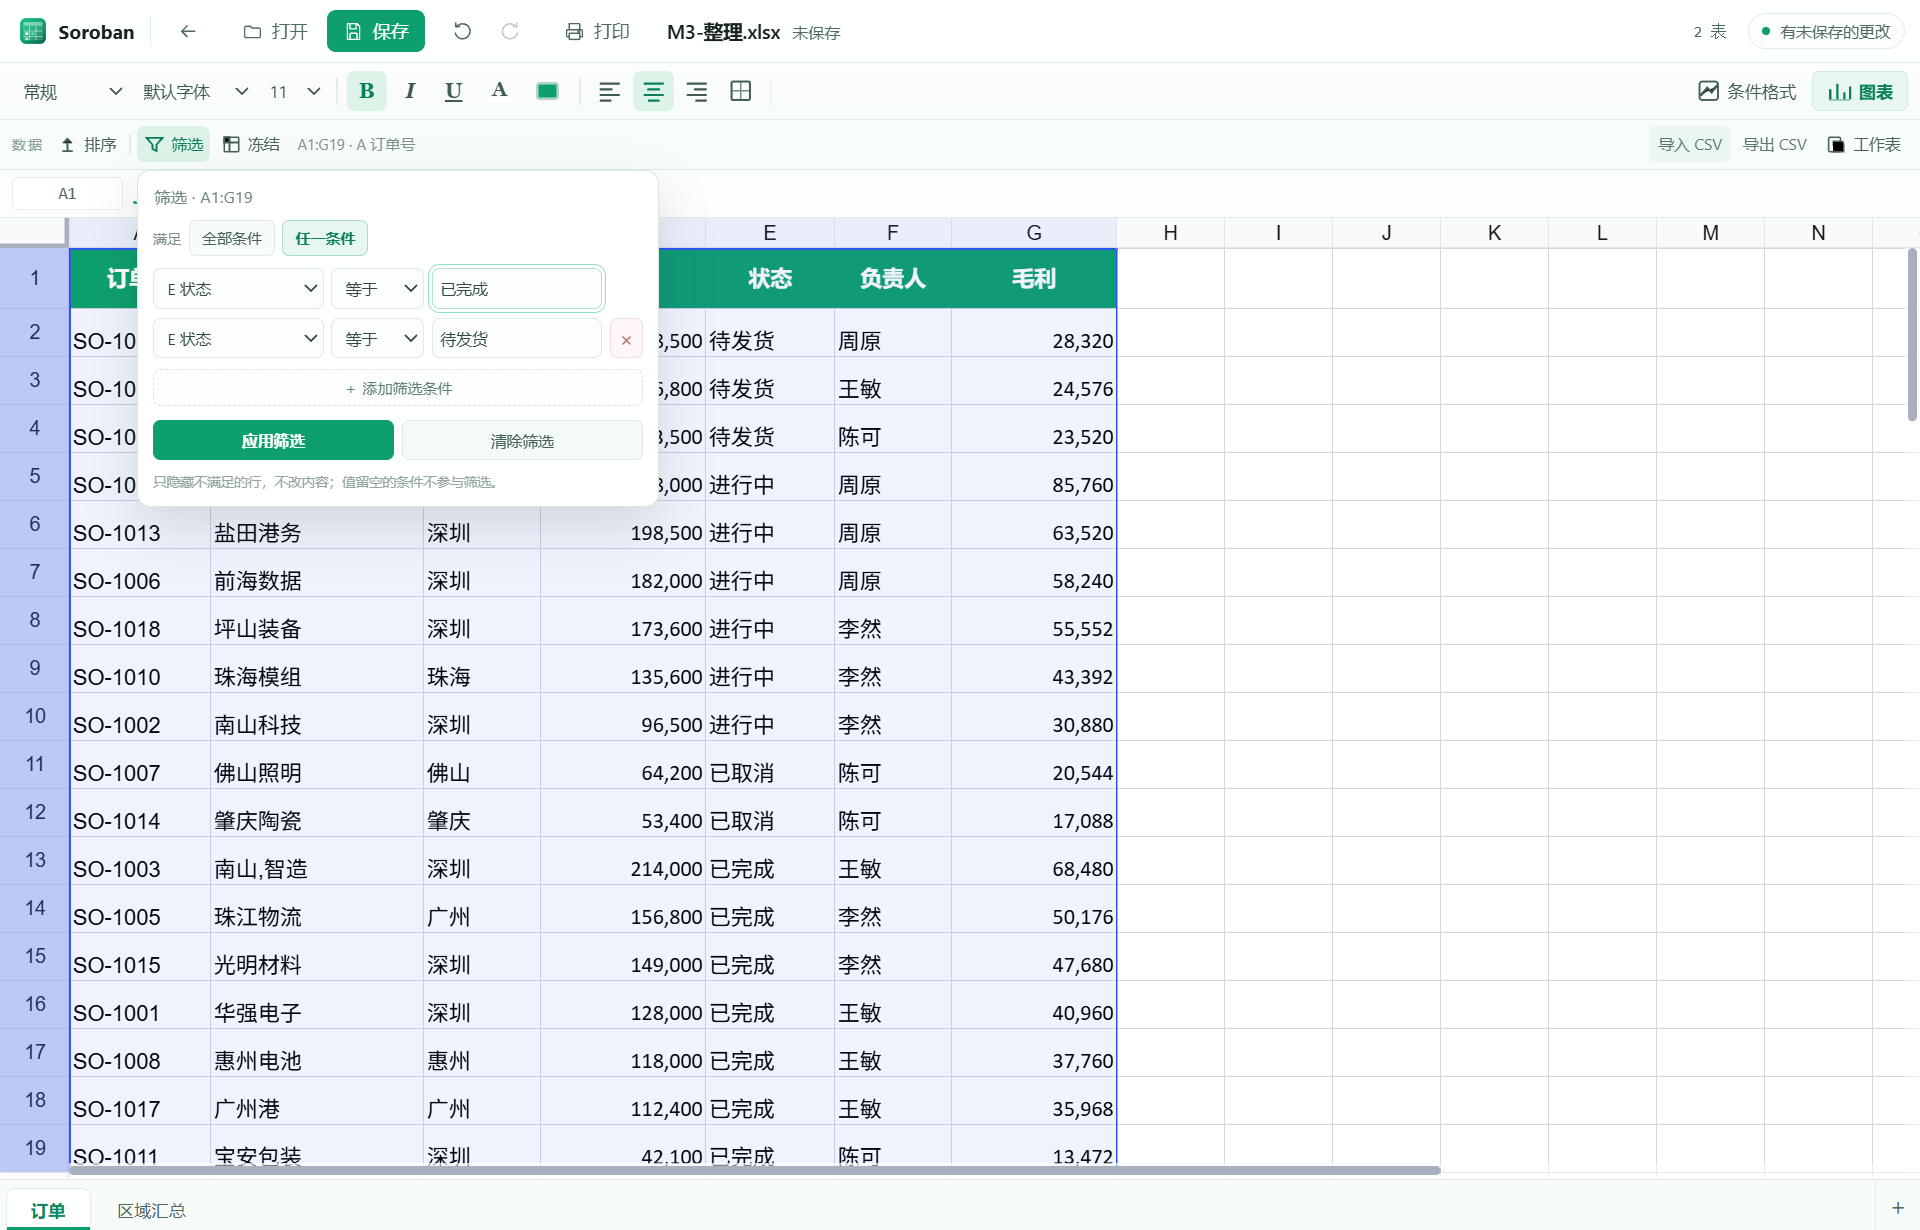 Soroban
打开
保存
打印
M3-整理.xlsx 未保存
2 表
有未保存的更改
常规
默认字体
11
B I U A
条件格式
图表
数据
排序
筛选
冻结
A1:G19 · A 订单号
导入 CSV
导出 CSV
工作表
A1
筛选 · A1:G19
满足
全部条件
任一条件
E 状态 等于 已完成
E 状态 等于 待发货 ×
+ 添加筛选条件
应用筛选
清除筛选
只隐藏不满足的行，不改内容；值留空的条件不参与筛选。
E F G H I J K L M N
1 订单 状态 负责人 毛利
2 SO-10 3,500 待发货 周原 28,320
3 SO-10 6,800 待发货 王敏 24,576
4 SO-10 3,500 待发货 陈可 23,520
5 SO-10 8,000 进行中 周原 85,760
6 SO-1013 盐田港务 深圳 198,500 进行中 周原 63,520
7 SO-1006 前海数据 深圳 182,000 进行中 周原 58,240
8 SO-1018 坪山装备 深圳 173,600 进行中 李然 55,552
9 SO-1010 珠海模组 珠海 135,600 进行中 李然 43,392
10 SO-1002 南山科技 深圳 96,500 进行中 李然 30,880
11 SO-1007 佛山照明 佛山 64,200 已取消 陈可 20,544
12 SO-1014 肇庆陶瓷 肇庆 53,400 已取消 陈可 17,088
13 SO-1003 南山,智造 深圳 214,000 已完成 王敏 68,480
14 SO-1005 珠江物流 广州 156,800 已完成 李然 50,176
15 SO-1015 光明材料 深圳 149,000 已完成 李然 47,680
16 SO-1001 华强电子 深圳 128,000 已完成 王敏 40,960
17 SO-1008 惠州电池 惠州 118,000 已完成 王敏 37,760
18 SO-1017 广州港 广州 112,400 已完成 王敏 35,968
19 SO-1011 宝安包装 深圳 42,100 已完成 陈可 13,472
订单
区域汇总
+